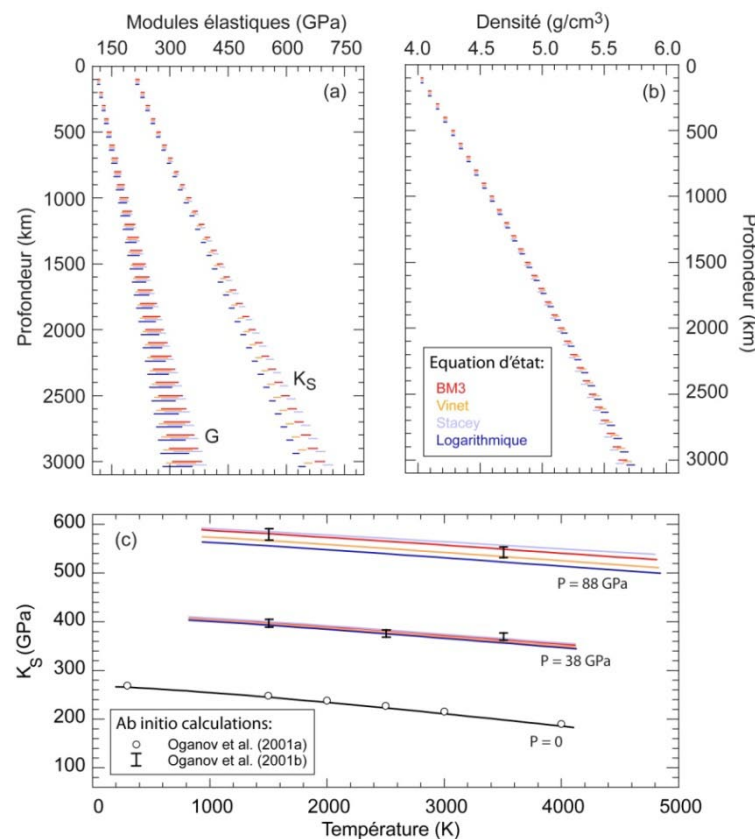 Modules élastiques (GPa)
150 300 450 600 750
Densité (g/cm³)
4.0 4.5 5.0 5.5 6.0
(a)
(b)
Profondeur (km)
0
500
1000
1500
2000
2500
3000
K_S
G
0
500
1000
1500
2000
2500
3000
Profondeur (km)
Equation d'état:
BM3
Vinet
Stacey
Logarithmique
(c)
K_S (GPa)
600
500
400
300
200
100
P = 88 GPa
P = 38 GPa
P = 0
Ab initio calculations:
Oganov et al. (2001a)
Oganov et al. (2001b)
0 1000 2000 3000 4000 5000
Température (K)